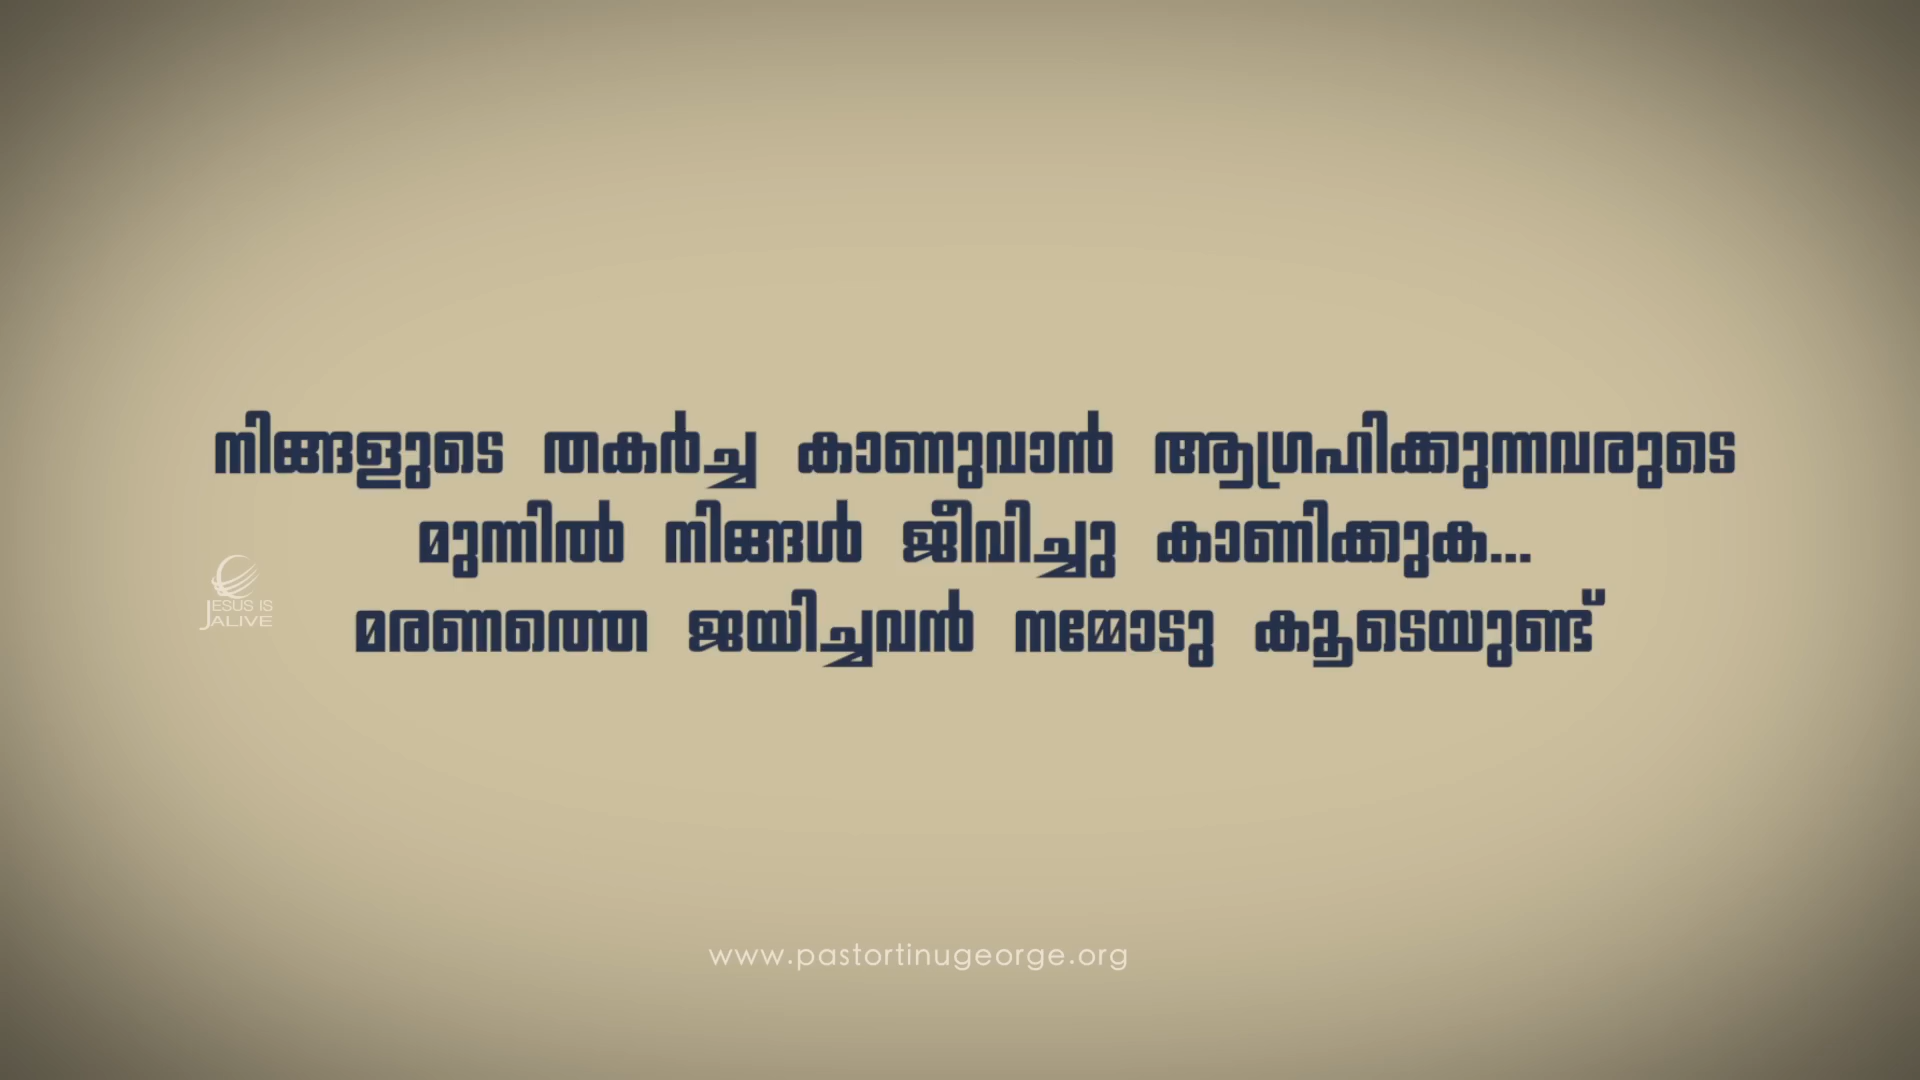 നിങ്ങളുടെ തകർച്ച കാണുവാൻ ആഗ്രഹിക്കുന്നവരുടെ
മുന്നിൽ നിങ്ങൾ ജീവിച്ചു കാണിക്കുക...
മരണത്തെ ജയിച്ചവൻ നമ്മോടു കൂടെയുണ്ട്
JESUS IS
ALIVE
www.pastortinugeorge.org